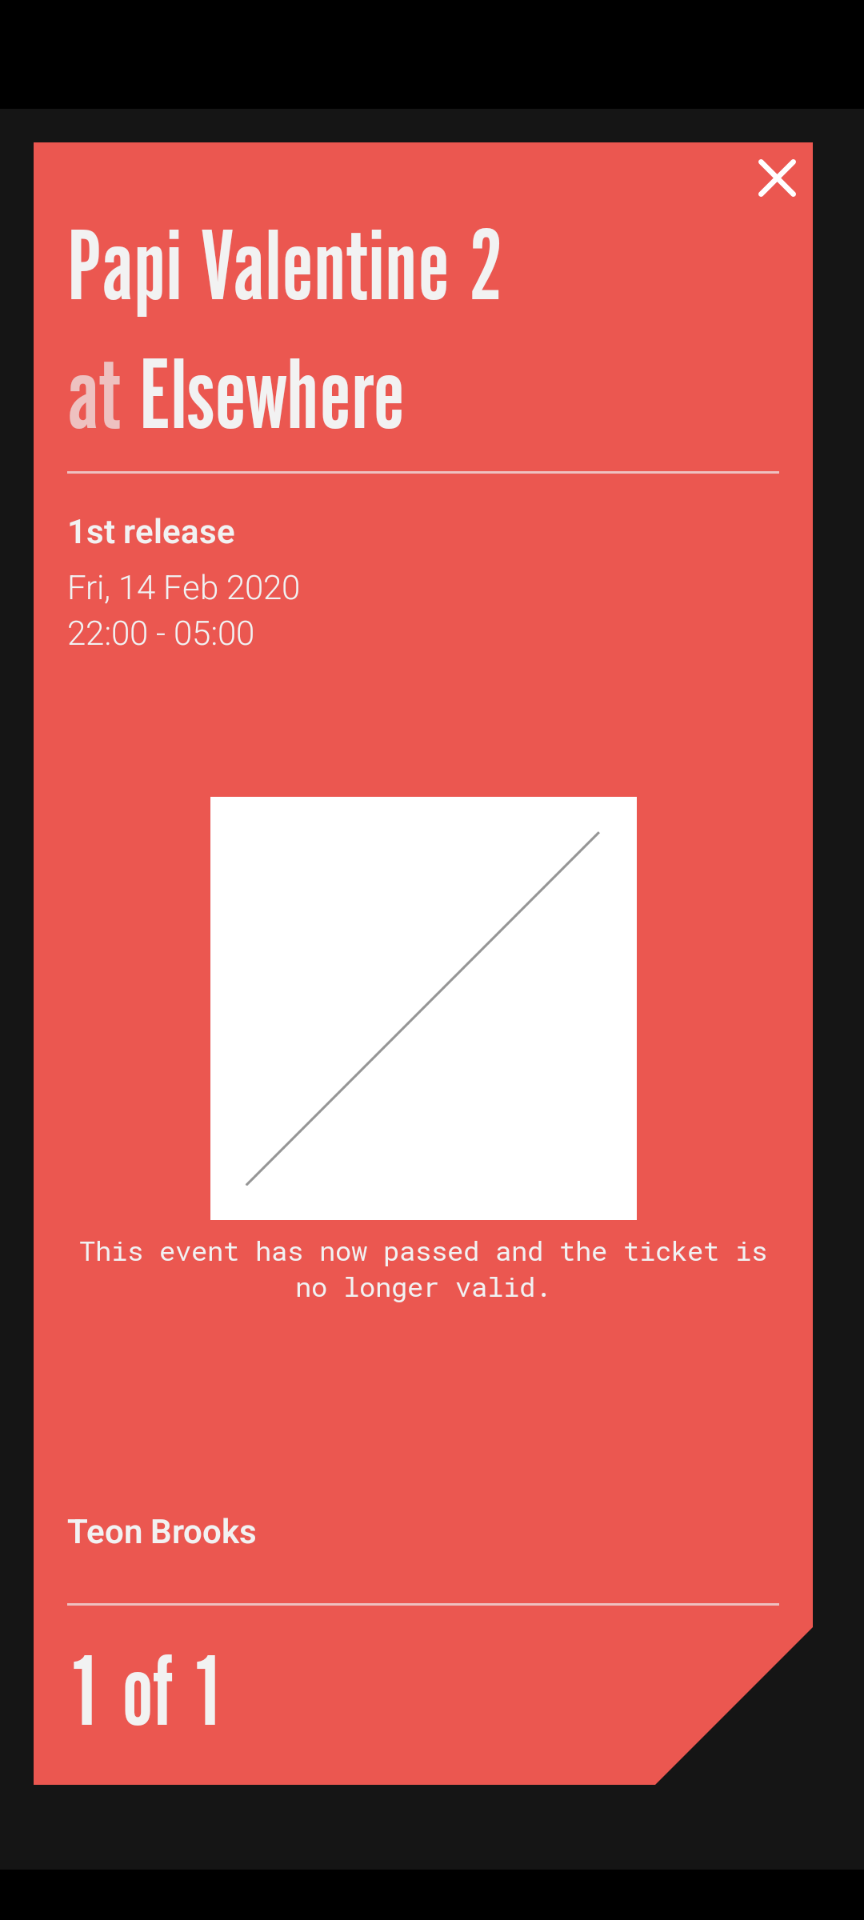 Papi Valentine 2
at Elsewhere
1st release
Fri, 14 Feb 2020
22:00 - 05:00
This event has now passed and the ticket is
no longer valid.
Teon Brooks
1 of 1